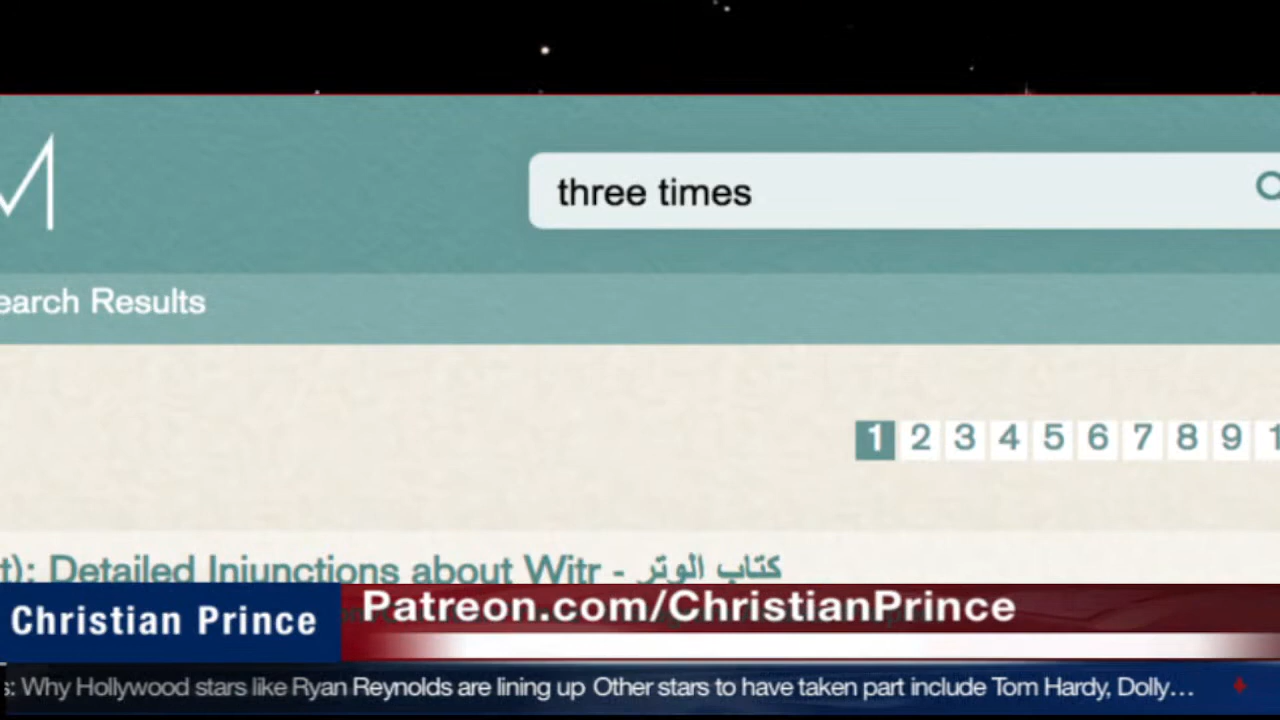 M
three times
earch Results
1 2 3 4 5 6 7 8 9 1
t): Detailed Injunctions about Witr - كتاب الوتر
Christian Prince
Patreon.com/ChristianPrince
s: Why Hollywood stars like Ryan Reynolds are lining up Other stars to have taken part include Tom Hardy, Dolly…